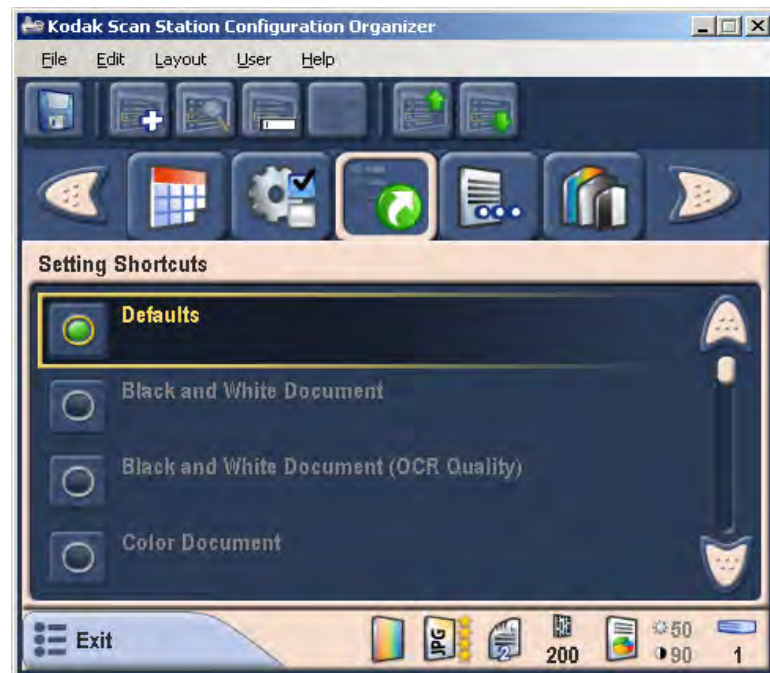 Kodak Scan Station Configuration Organizer
File Edit Layout User Help
Setting Shortcuts
Defaults
Black and White Document
Black and White Document (OCR Quality)
Color Document
Exit
JPG
2
200
50
90
1